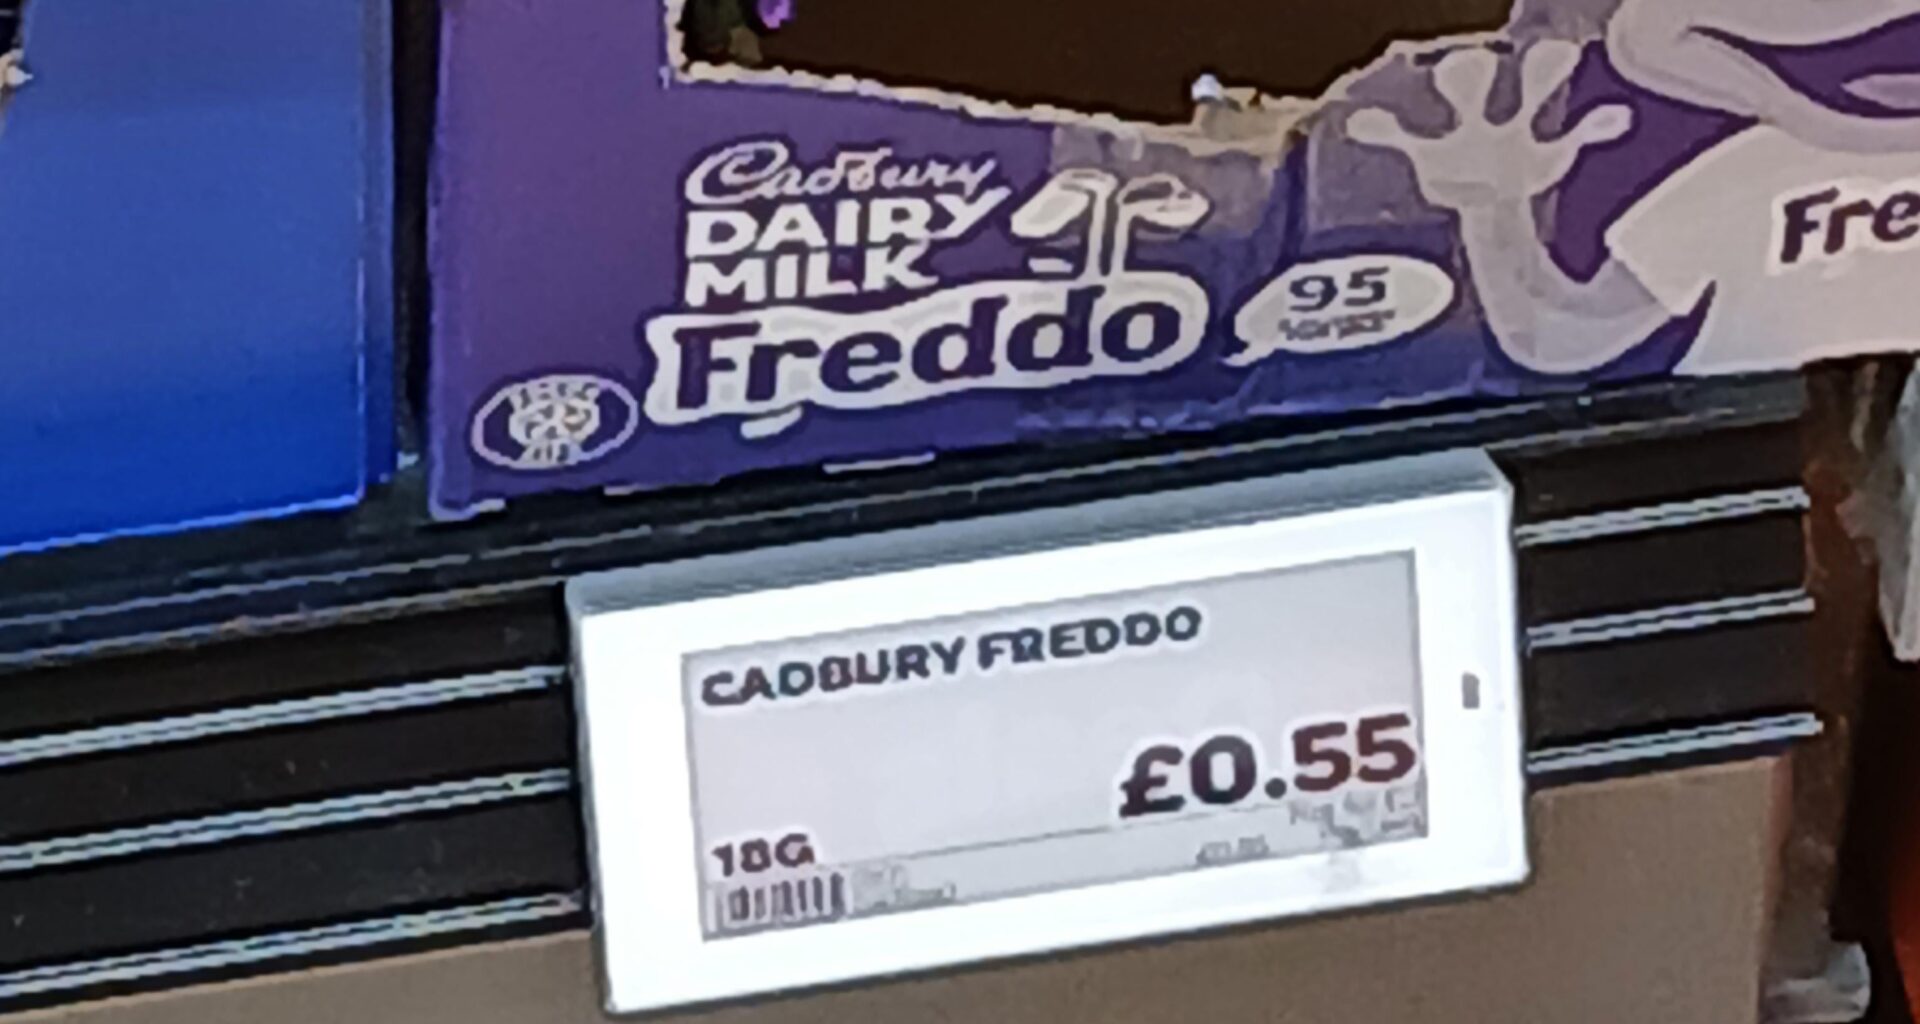 Cadbury
DAIRY
MILK
Freddo
95
Fre
CADBURY FREDDO
£0.55
18G